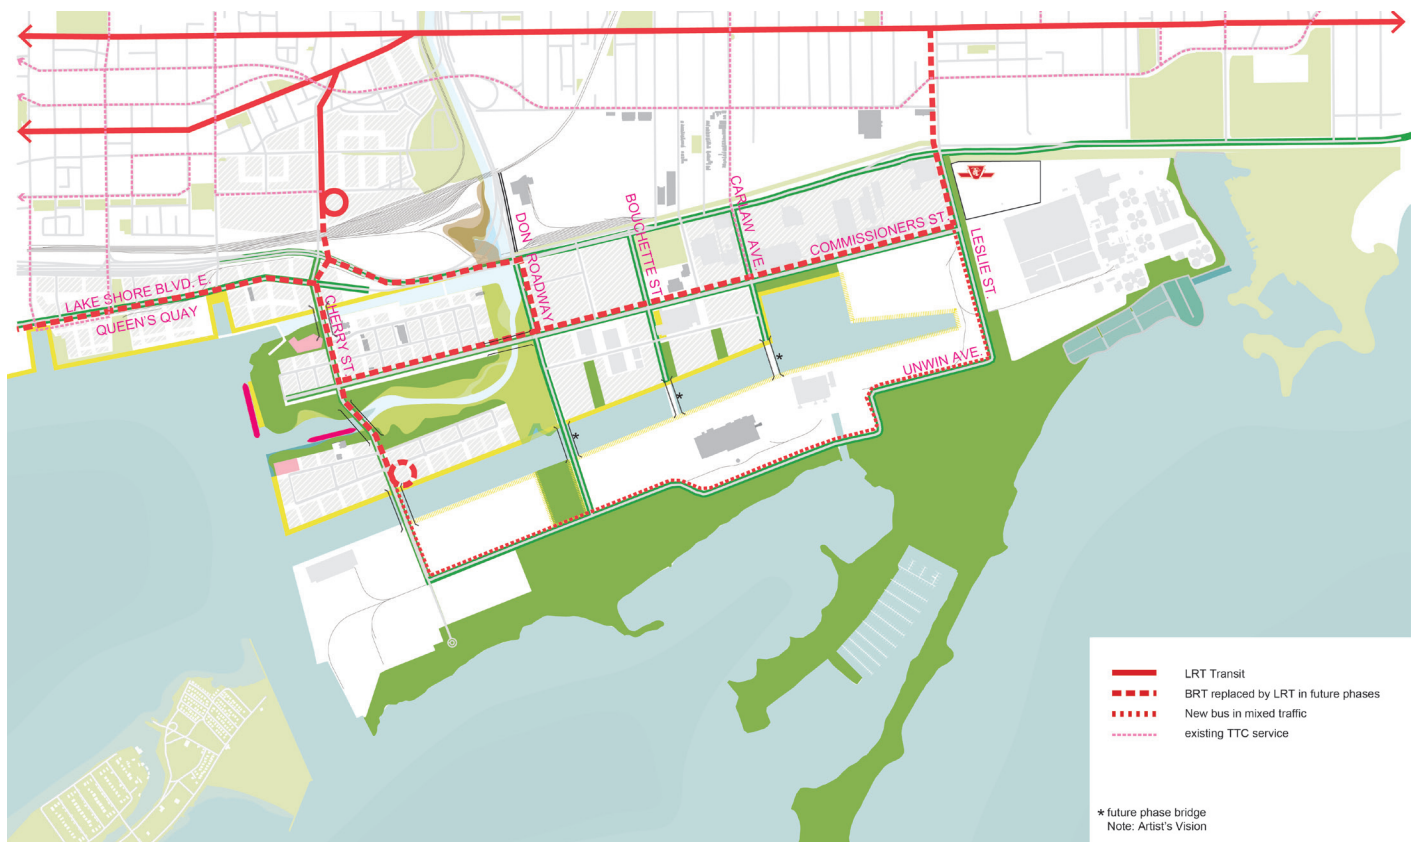 LAKE SHORE BLVD. E.
QUEEN'S QUAY
CHERRY ST.
DON ROADWAY
BOUCHETTE ST.
CARLAW AVE.
COMMISSIONERS ST.
LESLIE ST.
UNWIN AVE.
*
*
*
LRT Transit
BRT replaced by LRT in future phases
New bus in mixed traffic
existing TTC service
* future phase bridge
Note: Artist's Vision